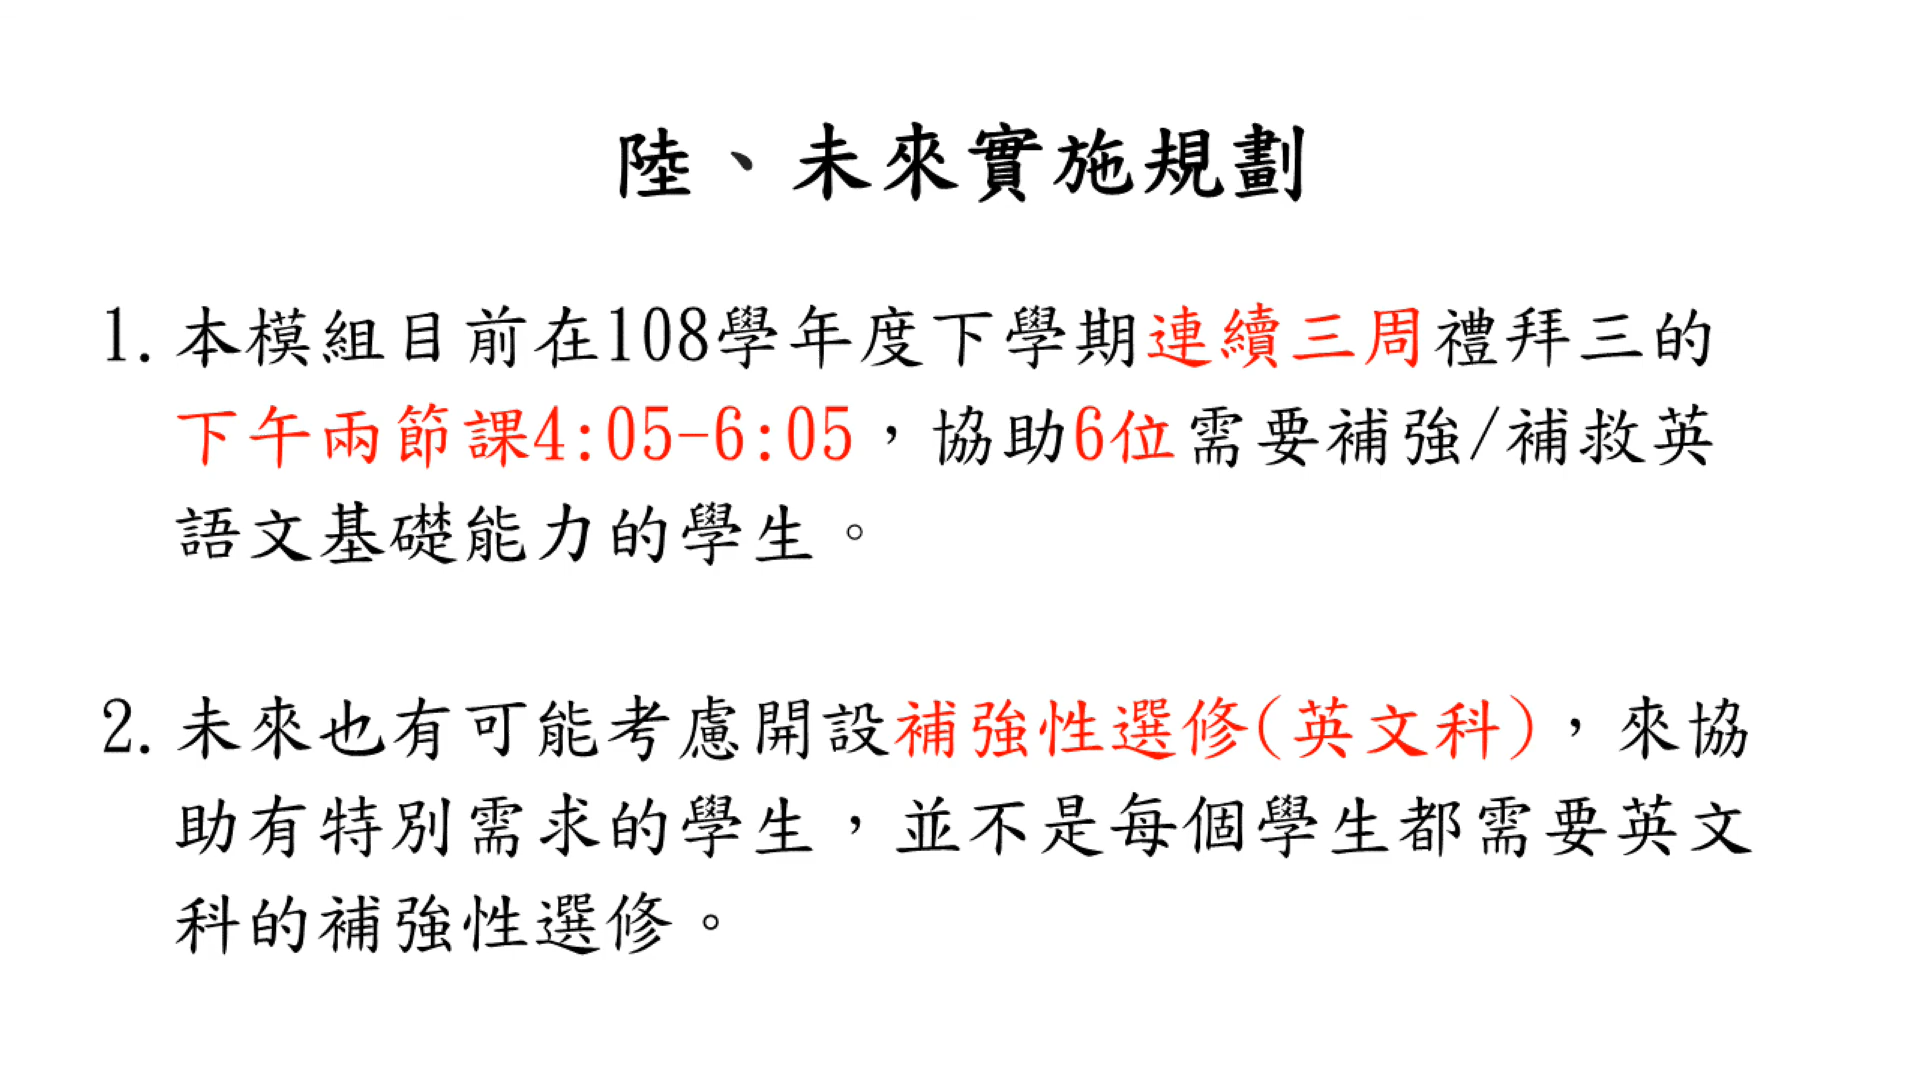 陸、未來實施規劃
1. 本模組目前在108學年度下學期連續三周禮拜三的
下午兩節課4:05-6:05，協助6位需要補強/補救英
語文基礎能力的學生。
2. 未來也有可能考慮開設補強性選修(英文科)，來協
助有特別需求的學生，並不是每個學生都需要英文
科的補強性選修。